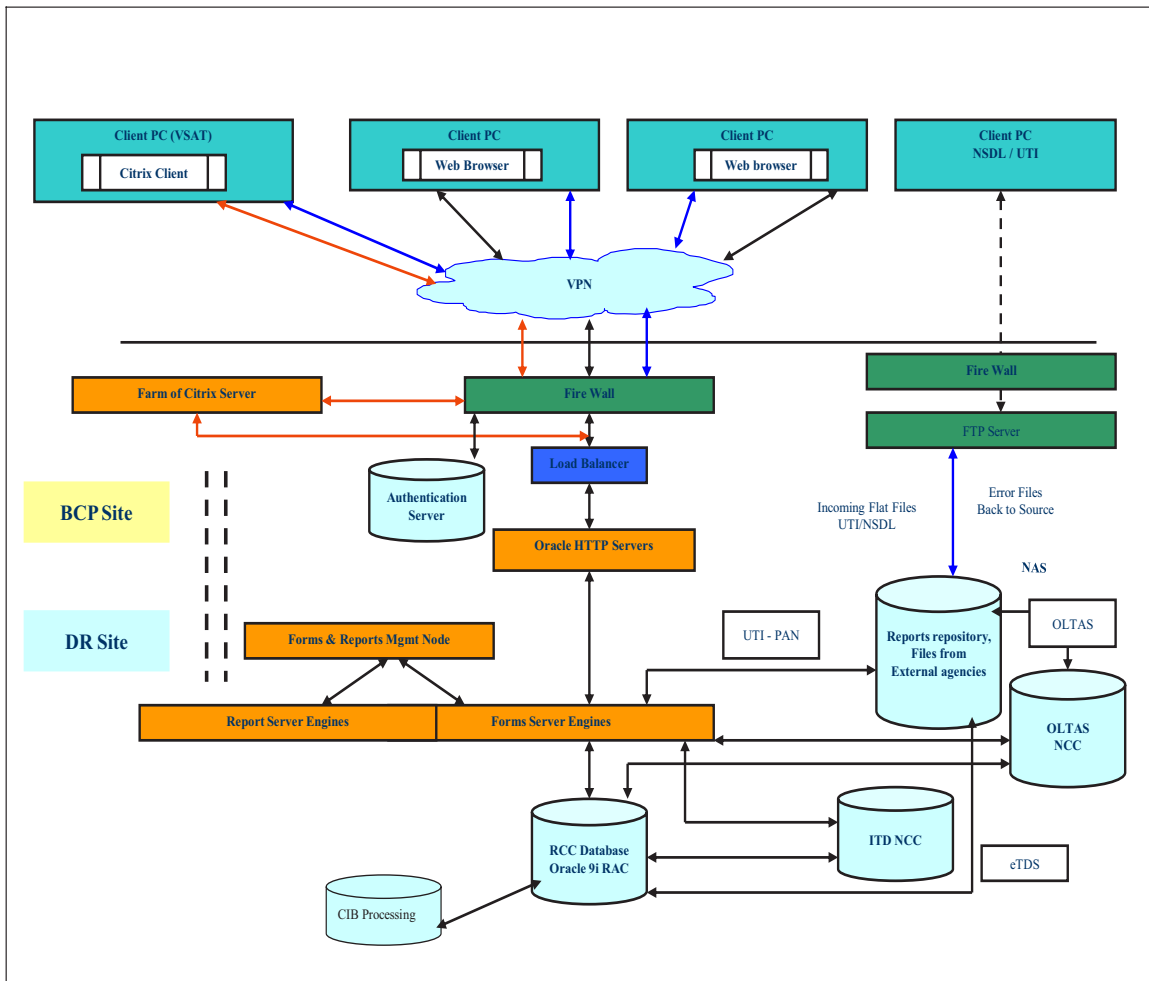 Client PC (VSAT)
Citrix Client
Client PC
Web Browser
Client PC
Web browser
Client PC
NSDL / UTI
VPN
Farm of Citrix Server
Fire Wall
Fire Wall
FTP Server
Load Balancer
Authentication
Server
BCP Site
Incoming Flat Files
UTI/NSDL
Error Files
Back to Source
Oracle HTTP Servers
NAS
DR Site
Forms & Reports Mgmt Node
UTI - PAN
Reports repository,
Files from
External agencies
OLTAS
Report Server Engines
Forms Server Engines
OLTAS
NCC
RCC Database
Oracle 9i RAC
ITD NCC
eTDS
CIB Processing